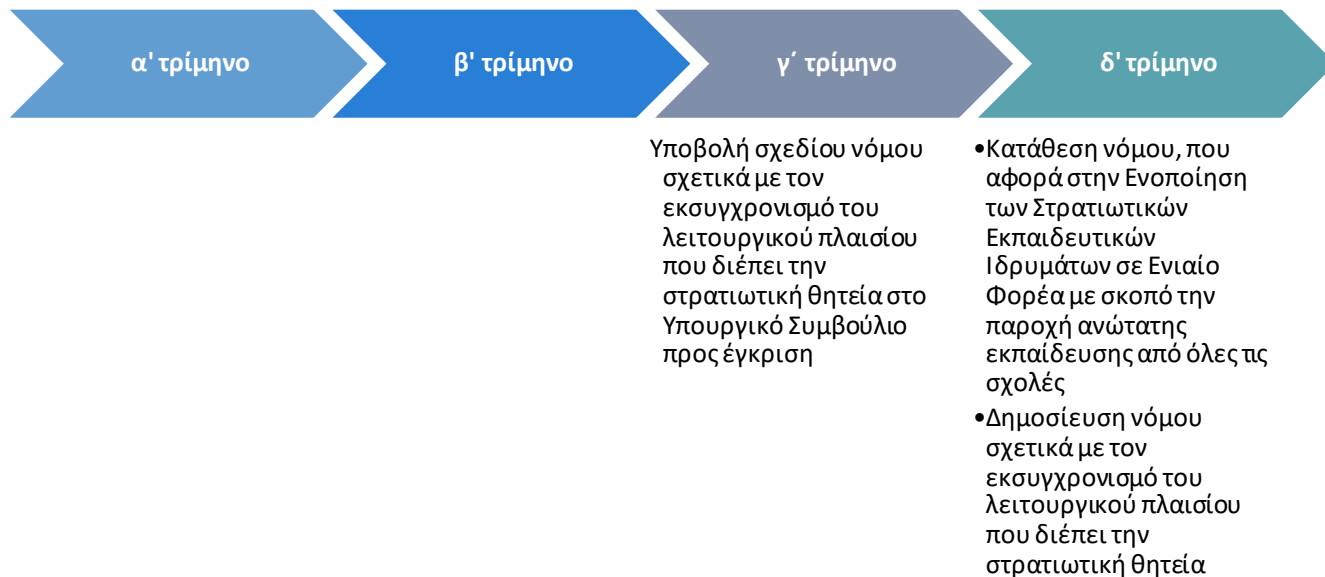 α' τρίμηνο
β' τρίμηνο
γ΄ τρίμηνο
δ' τρίμηνο
Υποβολή σχεδίου νόμου
σχετικά με τον
εκσυγχρονισμό του
λειτουργικού πλαισίου
που διέπει την
στρατιωτική θητεία στο
Υπουργικό Συμβούλιο
προς έγκριση
•Κατάθεση νόμου, που
αφορά στην Ενοποίηση
των Στρατιωτικών
Εκπαιδευτικών
Ιδρυμάτων σε Ενιαίο
Φορέα με σκοπό την
παροχή ανώτατης
εκπαίδευσης από όλες τις
σχολές
•Δημοσίευση νόμου
σχετικά με τον
εκσυγχρονισμό του
λειτουργικού πλαισίου
που διέπει την
στρατιωτική θητεία